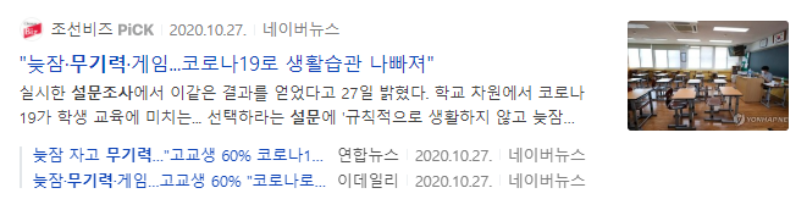 조선비즈 PiCK 2020.10.27. 네이버뉴스
"늦잠·무기력·게임...코로나19로 생활습관 나빠져"
실시한 설문조사에서 이같은 결과를 얻었다고 27일 밝혔다. 학교 차원에서 코로나
19가 학생 교육에 미치는... 선택하라는 설문에 '규칙적으로 생활하지 않고 늦잠...
늦잠 자고 무기력..."고교생 60% 코로나1... 연합뉴스 2020.10.27. 네이버뉴스
늦잠·무기력·게임...고교생 60% "코로나로... 이데일리 2020.10.27. 네이버뉴스
YONHAP NE